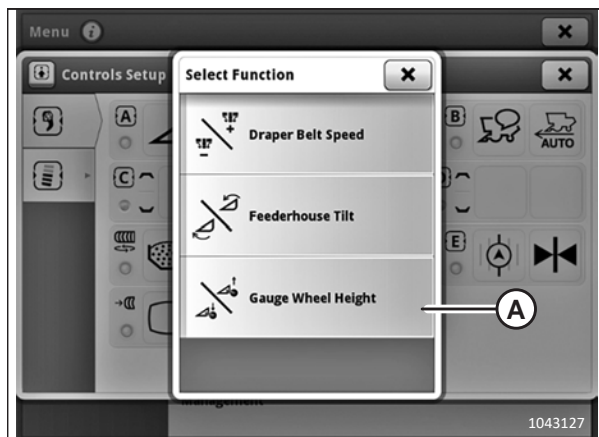 Menu
Controls Setup
Select Function
A
B
AUTO
Draper Belt Speed
C
Feederhouse Tilt
E
Gauge Wheel Height
A
1043127